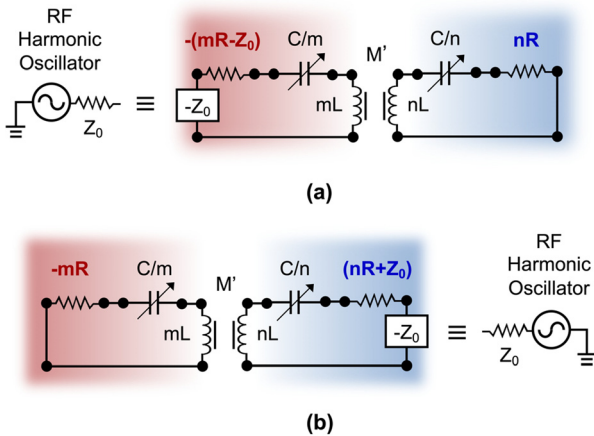 RF
Harmonic
Oscillator
Z0
≡
-(mR-Z0)
C/m
M’
C/n
nR
-Z0
mL
nL
(a)
-mR
C/m
M’
C/n
(nR+Z0)
RF
Harmonic
Oscillator
mL
nL
-Z0
≡
Z0
(b)